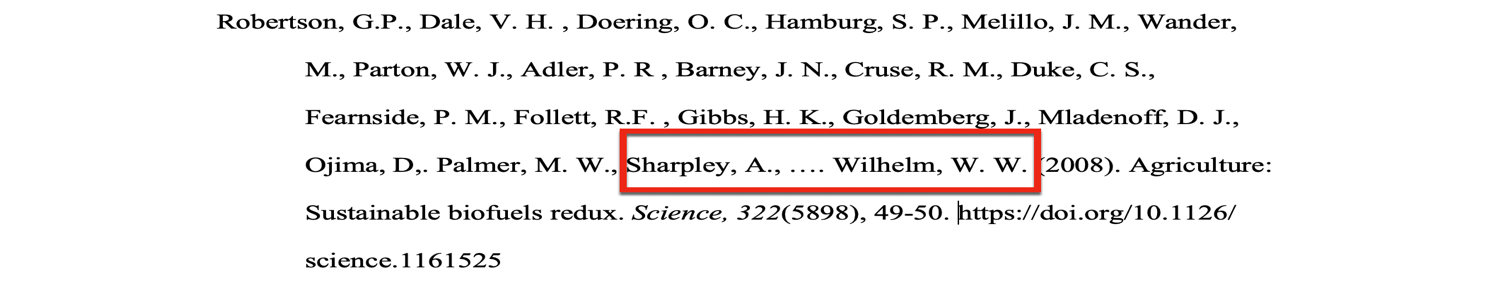 Robertson, G.P., Dale, V. H. , Doering, O. C., Hamburg, S. P., Melillo, J. M., Wander,
M., Parton, W. J., Adler, P. R , Barney, J. N., Cruse, R. M., Duke, C. S.,
Fearnside, P. M., Follett, R.F. , Gibbs, H. K., Goldemberg, J., Mladenoff, D. J.,
Ojima, D,. Palmer, M. W., Sharpley, A., …. Wilhelm, W. W. (2008). Agriculture:
Sustainable biofuels redux. Science, 322(5898), 49-50. https://doi.org/10.1126/
science.1161525